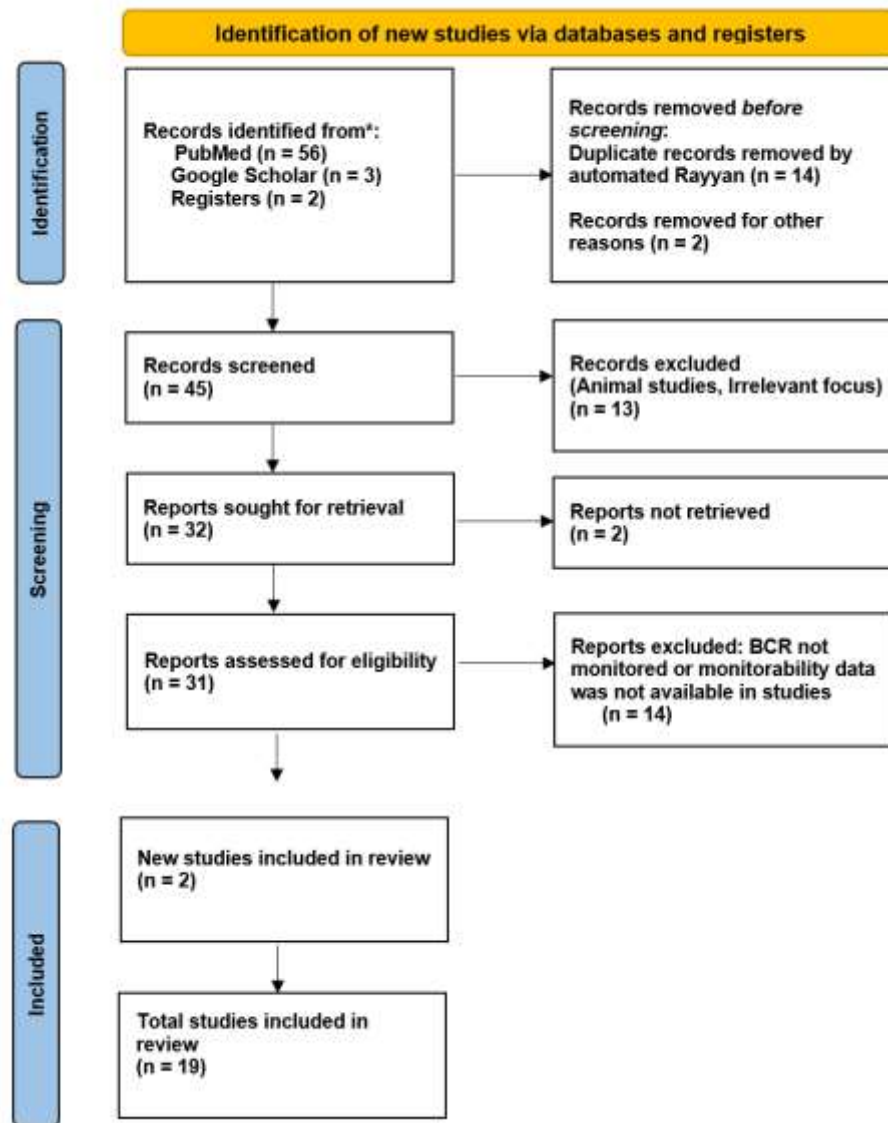 Identification of new studies via databases and registers
Identification
Records identified from*:
PubMed (n = 56)
Google Scholar (n = 3)
Registers (n = 2)
Records removed before
screening:
Duplicate records removed by
automated Rayyan (n = 14)
Records removed for other
reasons (n = 2)
Screening
Records screened
(n = 45)
Records excluded
(Animal studies, Irrelevant focus)
(n = 13)
Reports sought for retrieval
(n = 32)
Reports not retrieved
(n = 2)
Reports assessed for eligibility
(n = 31)
Reports excluded: BCR not
monitored or monitorability data
was not available in studies
(n = 14)
Included
New studies included in review
(n = 2)
Total studies included in
review
(n = 19)